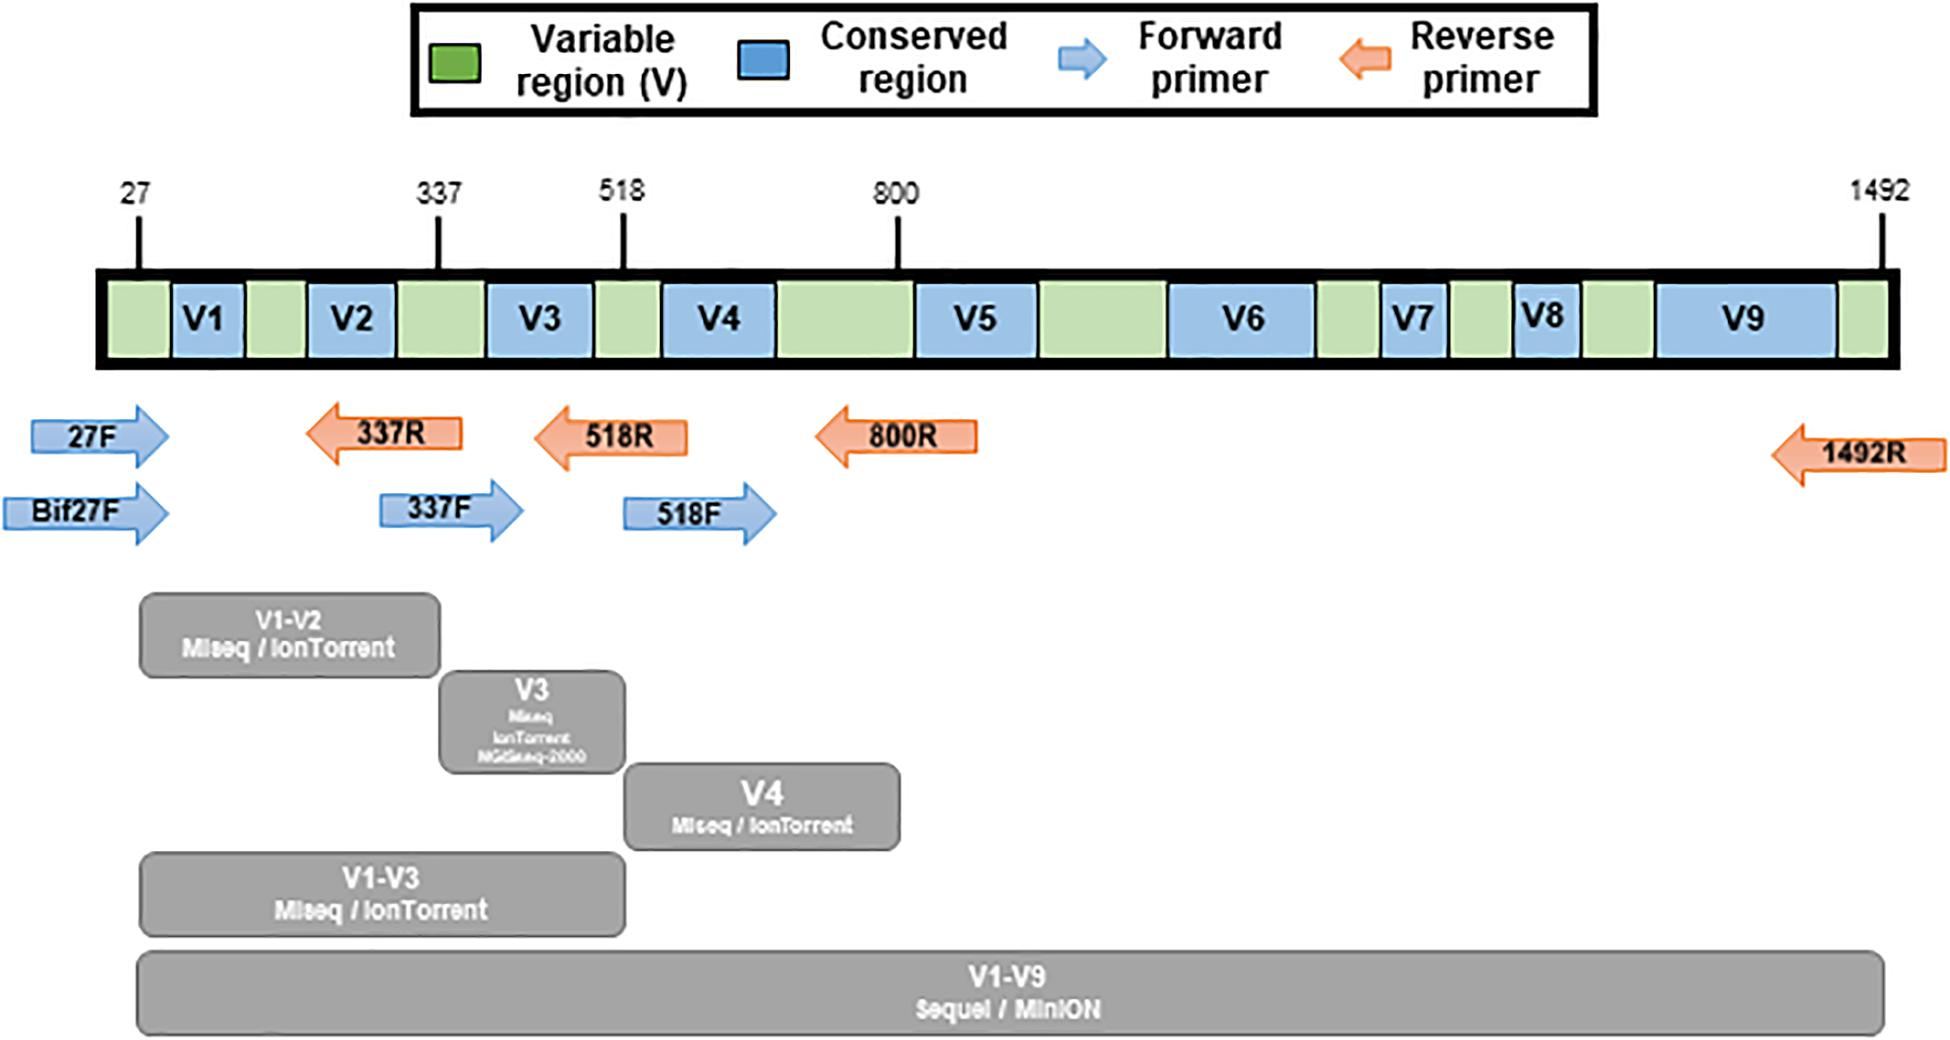 Variable
region (V)
Conserved
region
Forward
primer
Reverse
primer
27
337
518
800
1492
V1
V2
V3
V4
V5
V6
V7
V8
V9
27F
337R
518R
800R
1492R
Bif27F
337F
518F
V1-V2
Miseq / IonTorrent
V3
Miseq
IonTorrent
MGISeq-2000
V4
Miseq / IonTorrent
V1-V3
Miseq / IonTorrent
V1-V9
Sequel / MinION